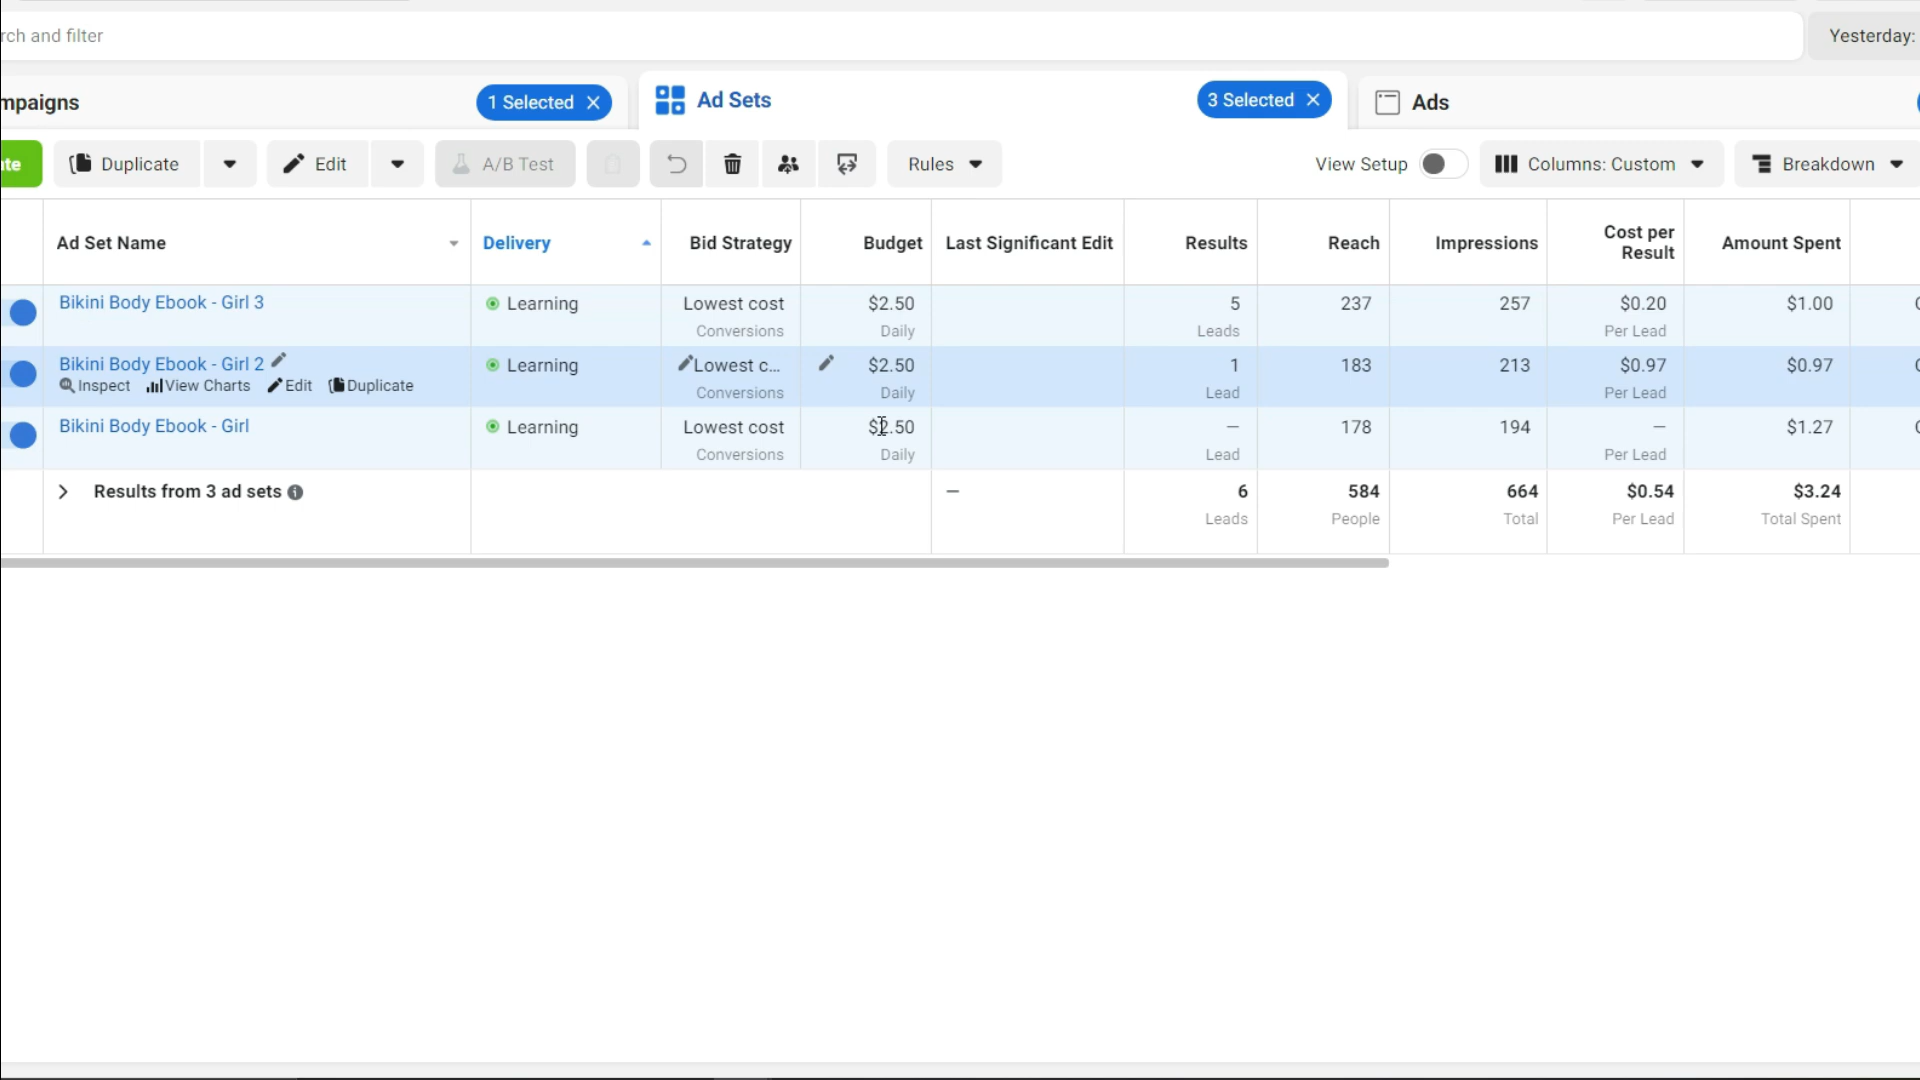 rch and filter
Yesterday:
mpaigns
1 Selected
Ad Sets
3 Selected
Ads
te
Duplicate
Edit
A/B Test
Rules
View Setup
Columns: Custom
Breakdown
Ad Set Name
Delivery
Bid Strategy
Budget
Last Significant Edit
Results
Reach
Impressions
Cost per
Result
Amount Spent
Bikini Body Ebook - Girl 3
Learning
Lowest cost
Conversions
$2.50
Daily
5
Leads
237
257
$0.20
Per Lead
$1.00
Bikini Body Ebook - Girl 2
Inspect
View Charts
Edit
Duplicate
Learning
Lowest c...
Conversions
$2.50
Daily
1
Lead
183
213
$0.97
Per Lead
$0.97
Bikini Body Ebook - Girl
Learning
Lowest cost
Conversions
$2.50
Daily
—
Lead
178
194
—
Per Lead
$1.27
Results from 3 ad sets
—
6
Leads
584
People
664
Total
$0.54
Per Lead
$3.24
Total Spent